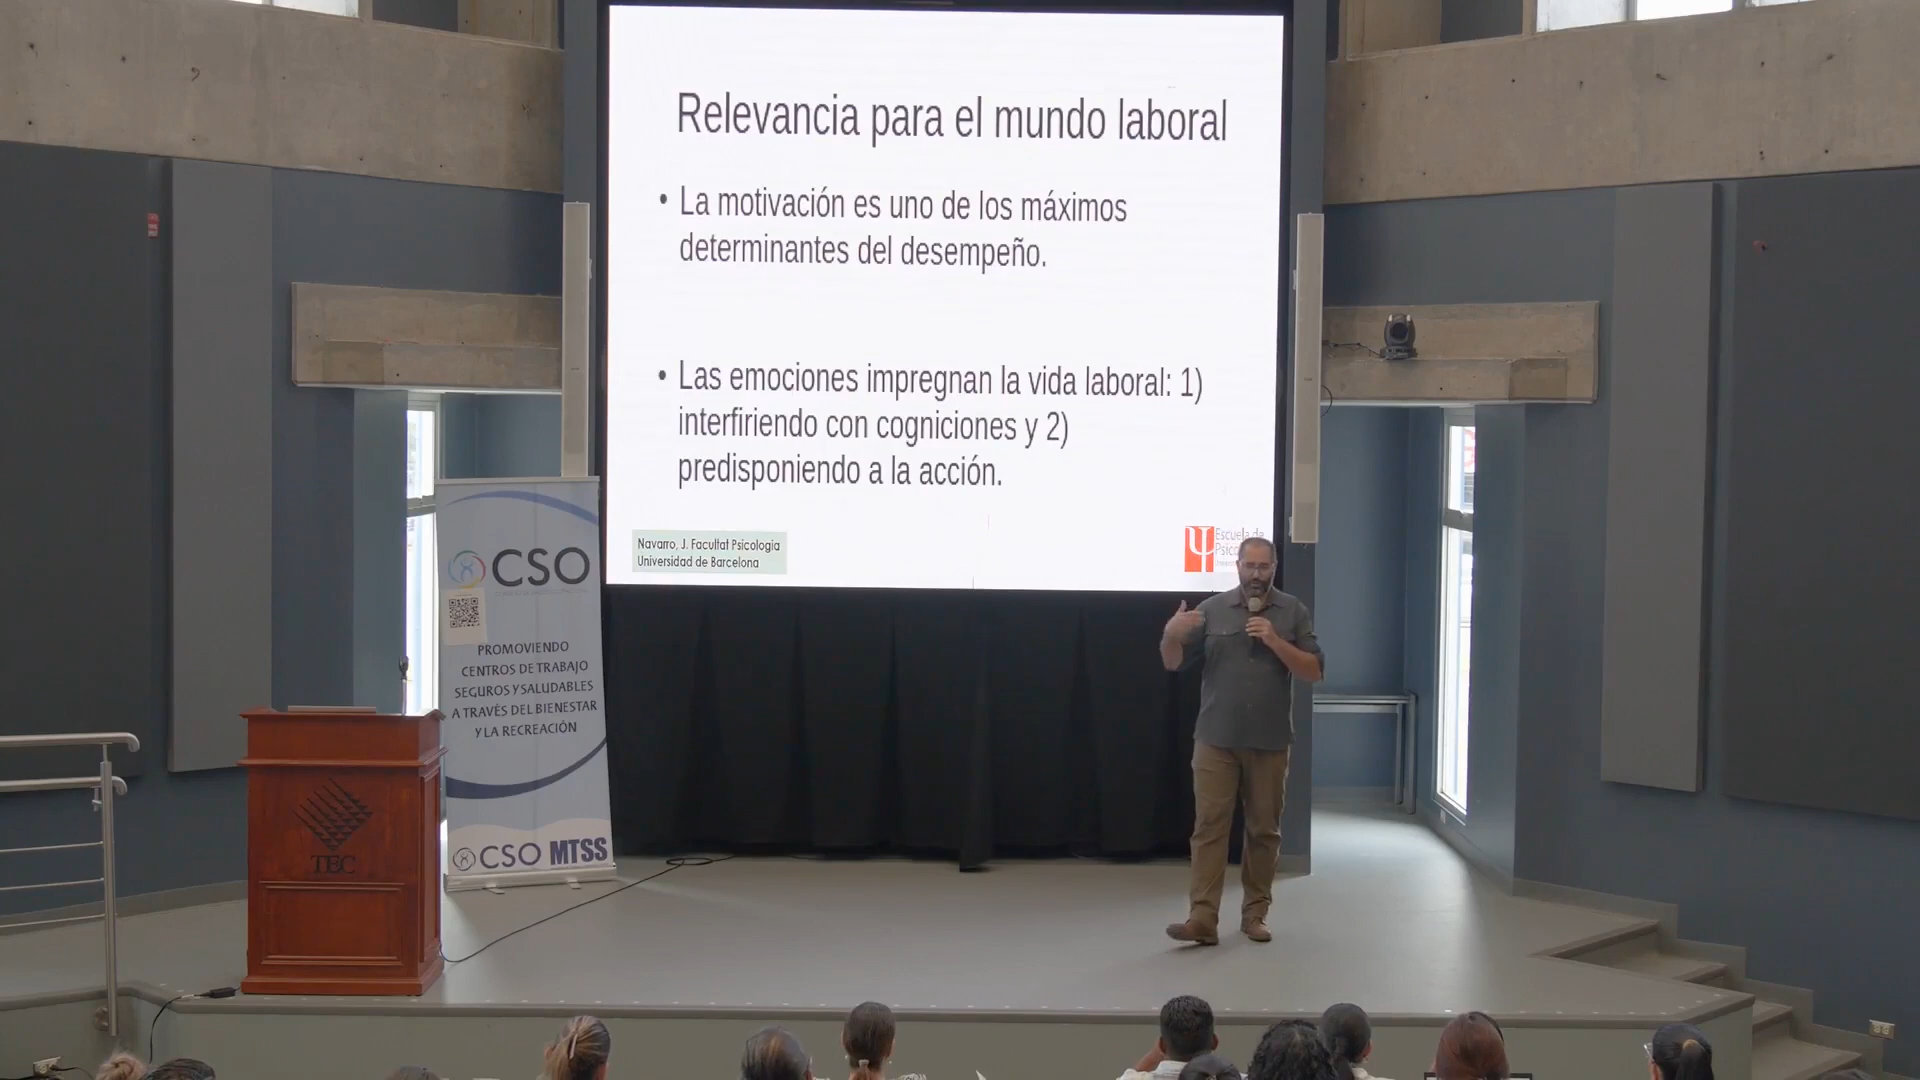 Relevancia para el mundo laboral
• La motivación es uno de los máximos
determinantes del desempeño.
• Las emociones impregnan la vida laboral: 1)
interfiriendo con cogniciones y 2)
predisponiendo a la acción.
Navarro, J. Facultat Psicologia
Universidad de Barcelona
Escuela de
CSO
PROMOVIENDO
CENTROS DE TRABAJO
SEGUROS Y SALUDABLES
A TRAVÉS DEL BIENESTAR
Y LA RECREACIÓN
CSO MTSS
TEC